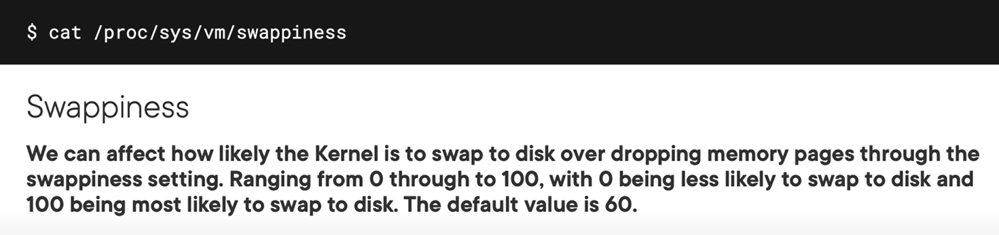 $ cat /proc/sys/vm/swappiness
Swappiness
We can affect how likely the Kernel is to swap to disk over dropping memory pages through the
swappiness setting. Ranging from 0 through to 100, with 0 being less likely to swap to disk and
100 being most likely to swap to disk. The default value is 60.